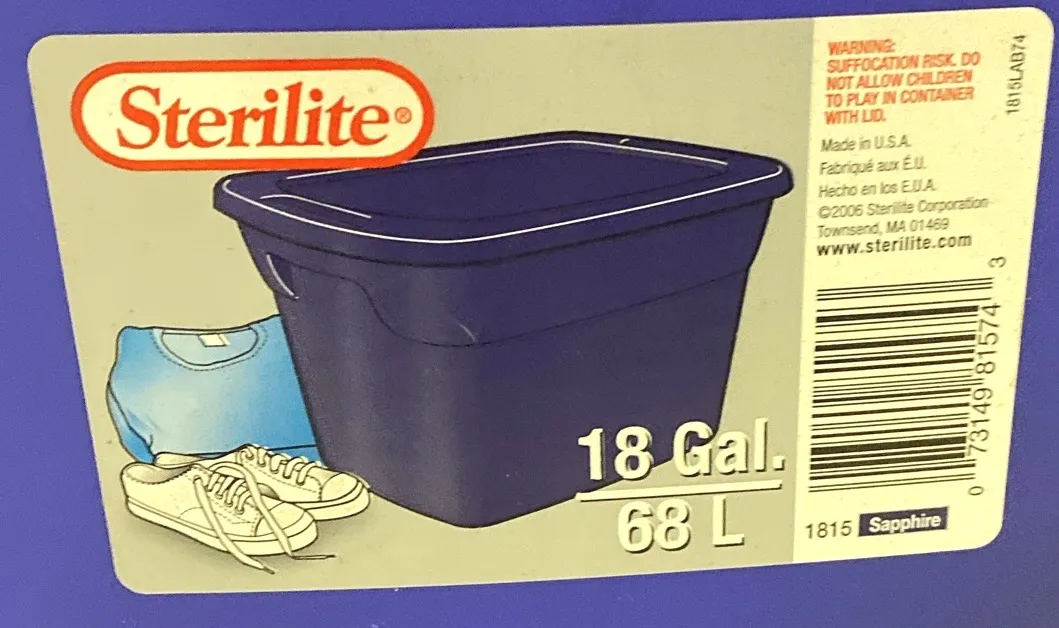 Sterilite®
18 Gal.
68 L
WARNING:
SUFFOCATION RISK. DO
NOT ALLOW CHILDREN
TO PLAY IN CONTAINER
WITH LID.
Made in U.S.A.
Fabriqué aux É.U.
Hecho en los E.U.A.
©2006 Sterilite Corporation
Townsend, MA 01469
www.sterilite.com
1815LAB74
0 73149 81574 3
1815 Sapphire